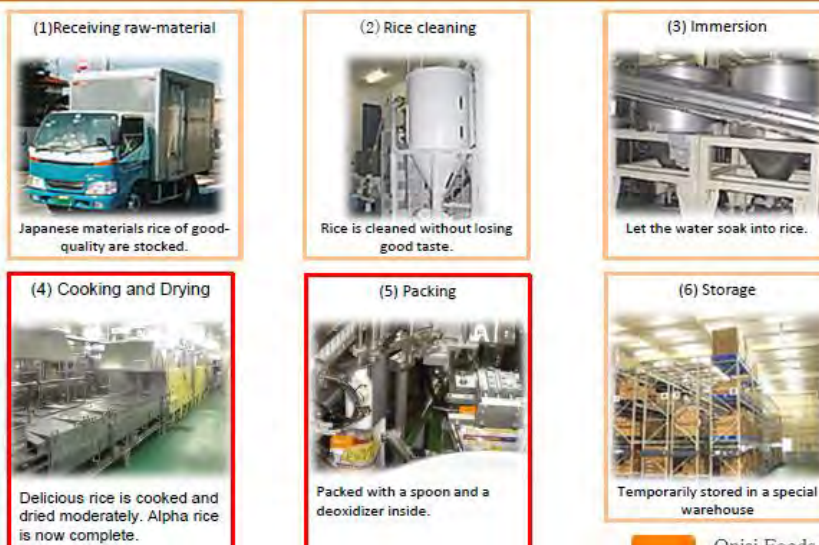 (1)Receiving raw-material
Japanese materials rice of good-
quality are stocked.
(2) Rice cleaning
Rice is cleaned without losing
good taste.
(3) Immersion
Let the water soak into rice.
(4) Cooking and Drying
Delicious rice is cooked and
dried moderately. Alpha rice
is now complete.
(5) Packing
Packed with a spoon and a
deoxidizer inside.
(6) Storage
Temporarily stored in a special
warehouse